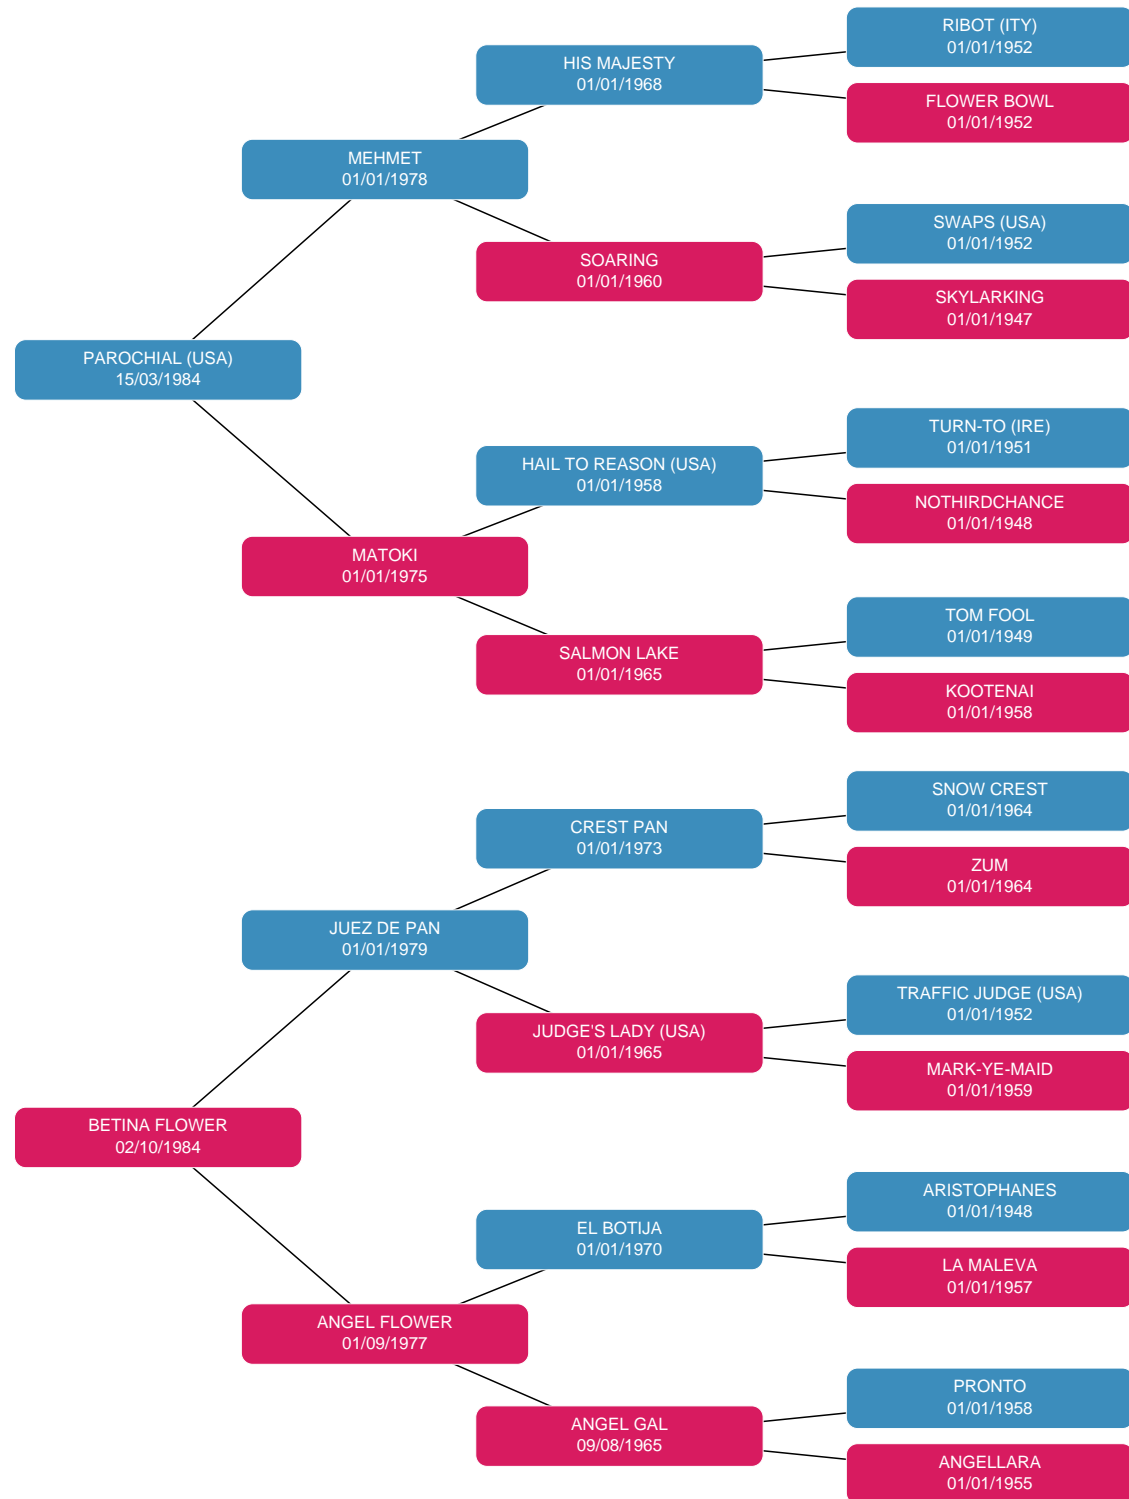 RIBOT (ITY)
01/01/1952
HIS MAJESTY
01/01/1968
FLOWER BOWL
01/01/1952
MEHMET
01/01/1978
SWAPS (USA)
01/01/1952
SOARING
01/01/1960
SKYLARKING
01/01/1947
PAROCHIAL (USA)
15/03/1984
TURN-TO (IRE)
01/01/1951
HAIL TO REASON (USA)
01/01/1958
NOTHIRDCHANCE
01/01/1948
MATOKI
01/01/1975
TOM FOOL
01/01/1949
SALMON LAKE
01/01/1965
KOOTENAI
01/01/1958
SNOW CREST
01/01/1964
CREST PAN
01/01/1973
ZUM
01/01/1964
JUEZ DE PAN
01/01/1979
TRAFFIC JUDGE (USA)
01/01/1952
JUDGE'S LADY (USA)
01/01/1965
MARK-YE-MAID
01/01/1959
BETINA FLOWER
02/10/1984
ARISTOPHANES
01/01/1948
EL BOTIJA
01/01/1970
LA MALEVA
01/01/1957
ANGEL FLOWER
01/09/1977
PRONTO
01/01/1958
ANGEL GAL
09/08/1965
ANGELLARA
01/01/1955